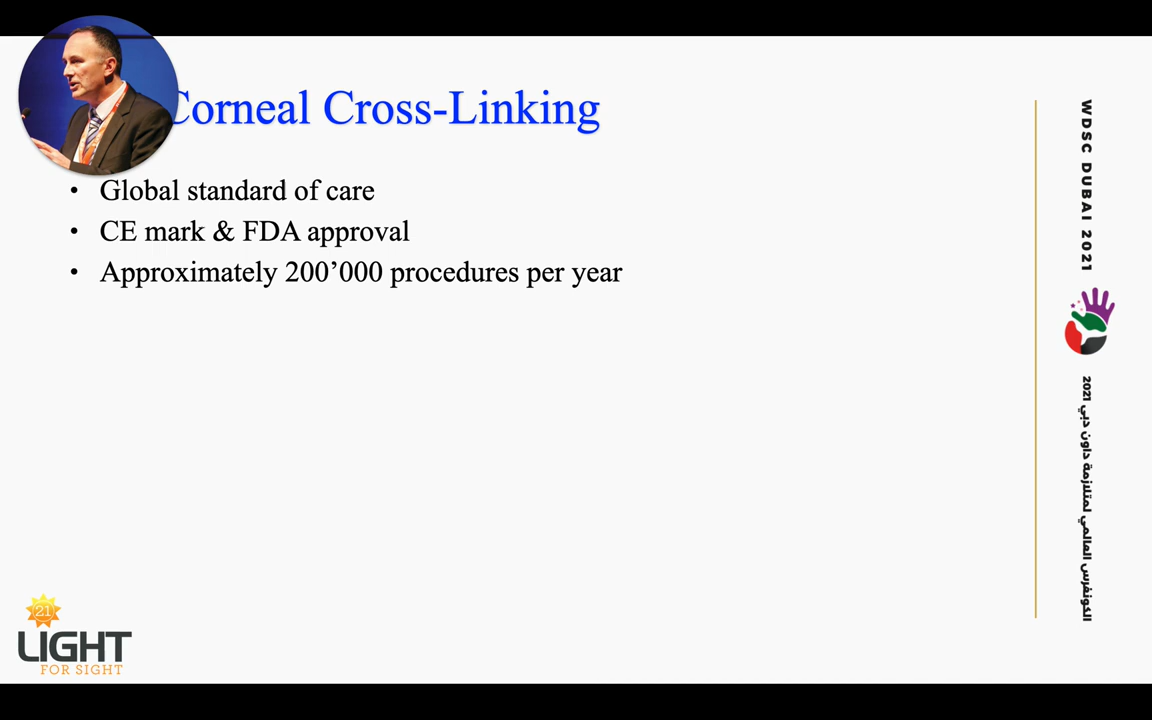 Corneal Cross-Linking
• Global standard of care
• CE mark & FDA approval
• Approximately 200’000 procedures per year
WDSC DUBAI 2021
الكونفرس العالمي لمتلازمة داون دبي 2021
21
LIGHT
FOR SIGHT